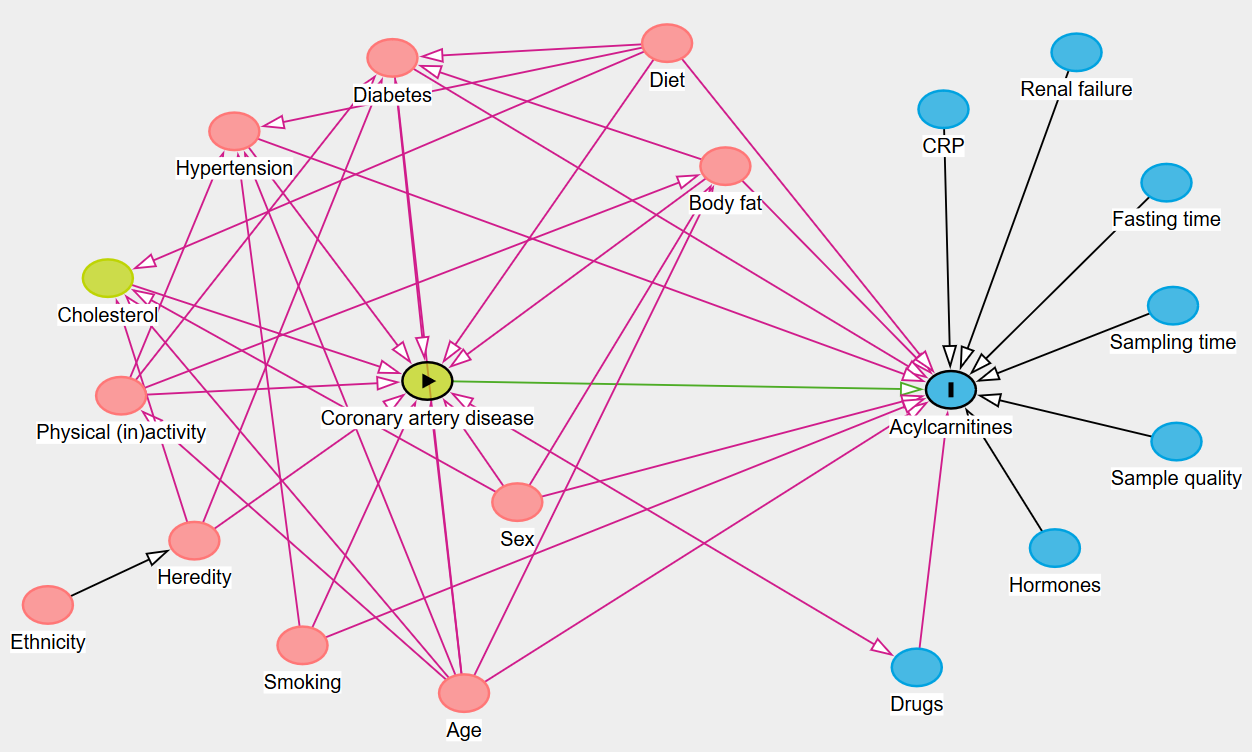 Diet
Diabetes
Renal failure
CRP
Hypertension
Body fat
Fasting time
Cholesterol
Sampling time
Coronary artery disease
Acylcarnitines
Physical (in)activity
Sample quality
Sex
Heredity
Hormones
Ethnicity
Smoking
Drugs
Age